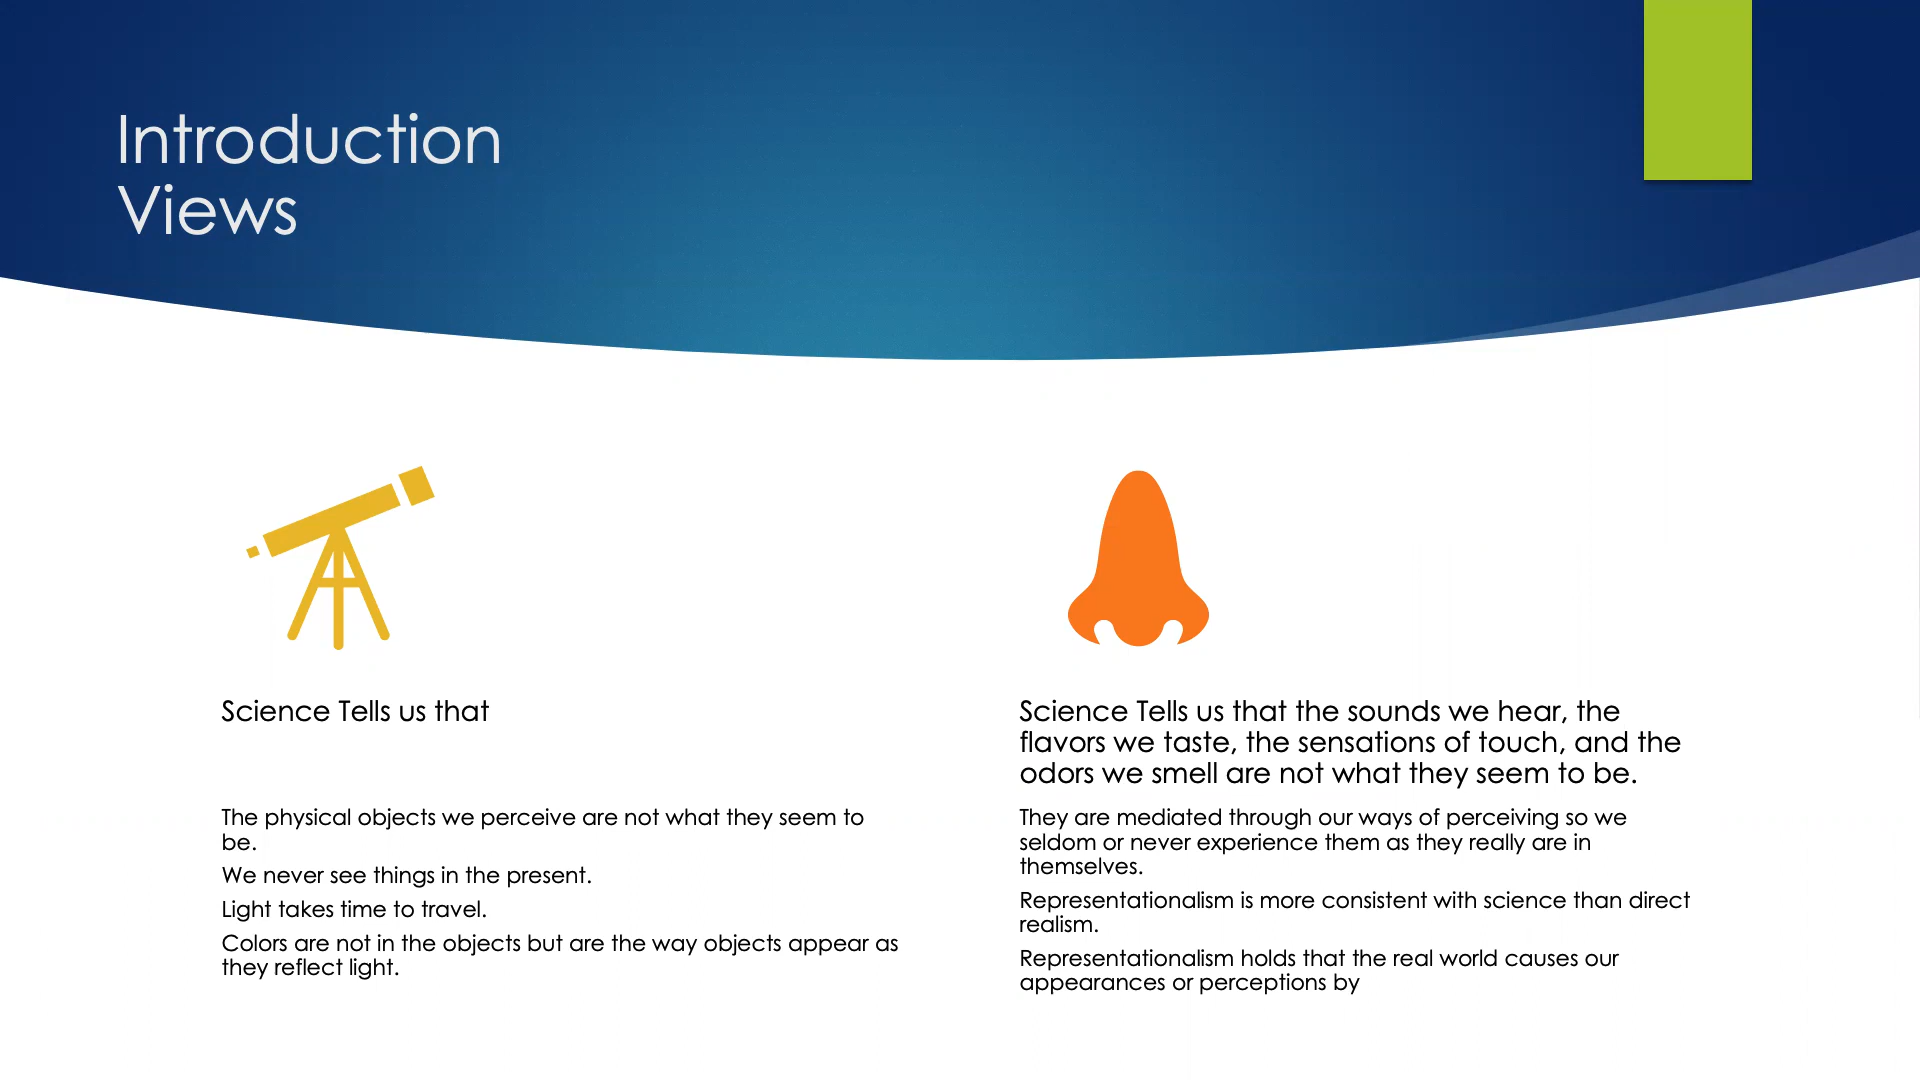 Introduction
Views
Science Tells us that
The physical objects we perceive are not what they seem to
be.
We never see things in the present.
Light takes time to travel.
Colors are not in the objects but are the way objects appear as
they reflect light.
Science Tells us that the sounds we hear, the
flavors we taste, the sensations of touch, and the
odors we smell are not what they seem to be.
They are mediated through our ways of perceiving so we
seldom or never experience them as they really are in
themselves.
Representationalism is more consistent with science than direct
realism.
Representationalism holds that the real world causes our
appearances or perceptions by